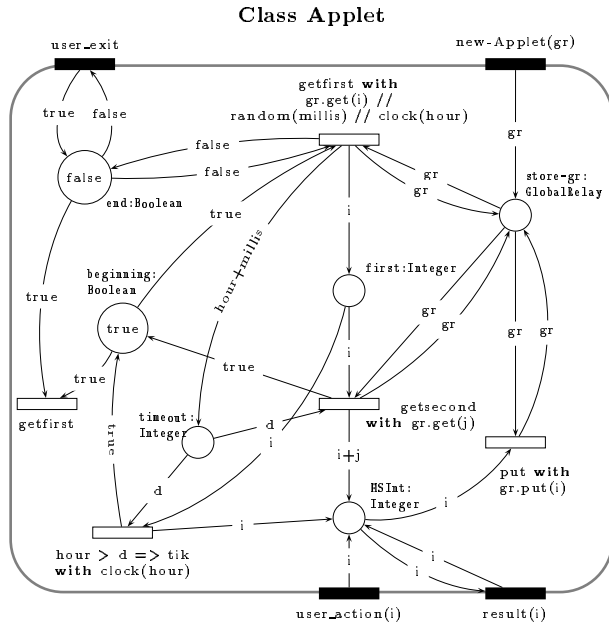 Class Applet
user_exit
new-Applet(gr)
getfirst with
gr.get(i) //
random(millis) // clock(hour)
true
false
gr
false
false
false
gr
gr
store-gr:
GlobalRelay
end:Boolean
true
i
hour+millis
beginning:
Boolean
first:Integer
true
true
gr
gr
i
gr
gr
true
true
getfirst
timeout:
Integer
d
i
getsecond
with gr.get(j)
true
i+j
put with
gr.put(i)
d
HSInt:
Integer
i
i
hour > d => tik
with clock(hour)
i
i
i
user_action(i)
result(i)